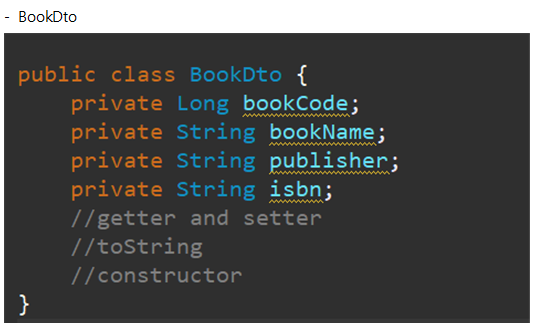 - BookDto
public class BookDto {
    private Long bookCode;
    private String bookName;
    private String publisher;
    private String isbn;
    //getter and setter
    //toString
    //constructor
}